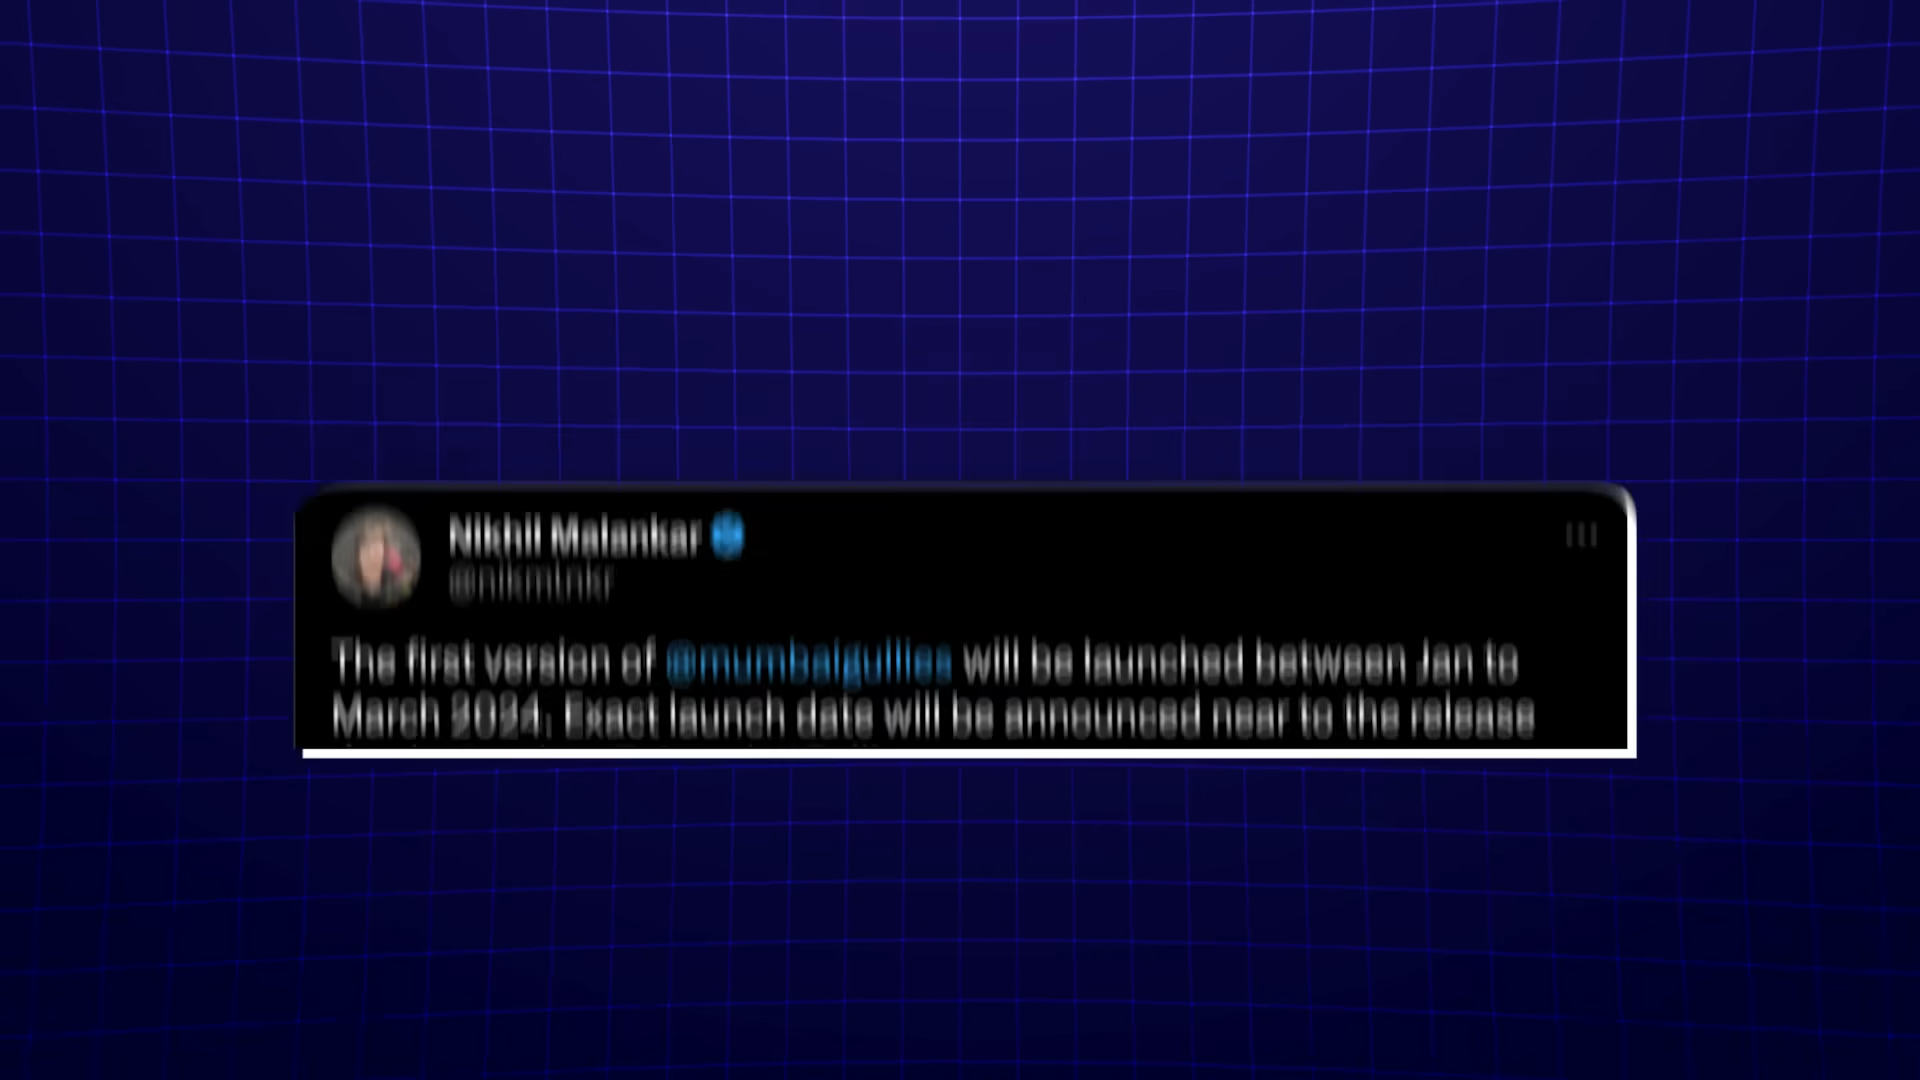 Nikhil Malankar
@nikmlnkr
The first version of @mumbaigullies will be launched between Jan to
March 2024. Exact launch date will be announced near to the release